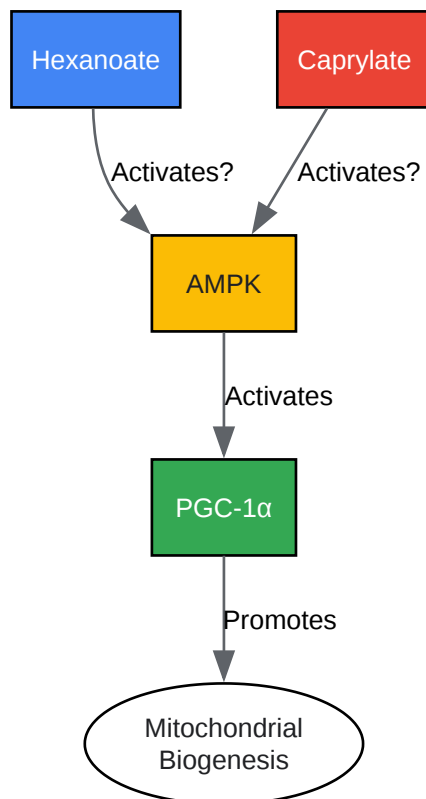 Hexanoate
Caprylate
Activates?
Activates?
AMPK
Activates
PGC-1α
Promotes
Mitochondrial
Biogenesis